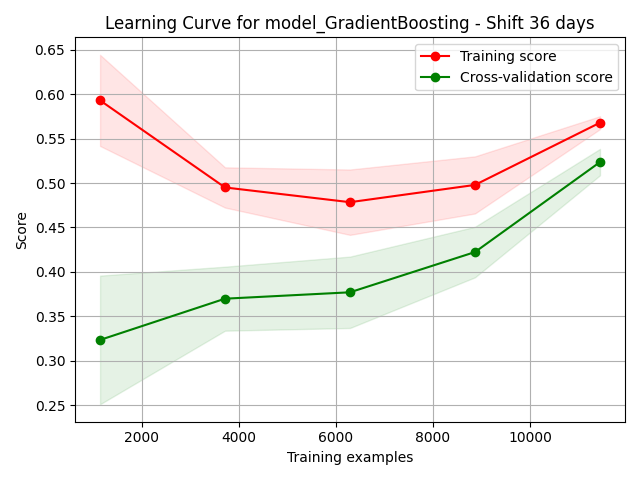 Learning Curve for model_GradientBoosting - Shift 36 days
Training score
Cross-validation score
Score
0.65
0.60
0.55
0.50
0.45
0.40
0.35
0.30
0.25
2000 4000 6000 8000 10000
Training examples